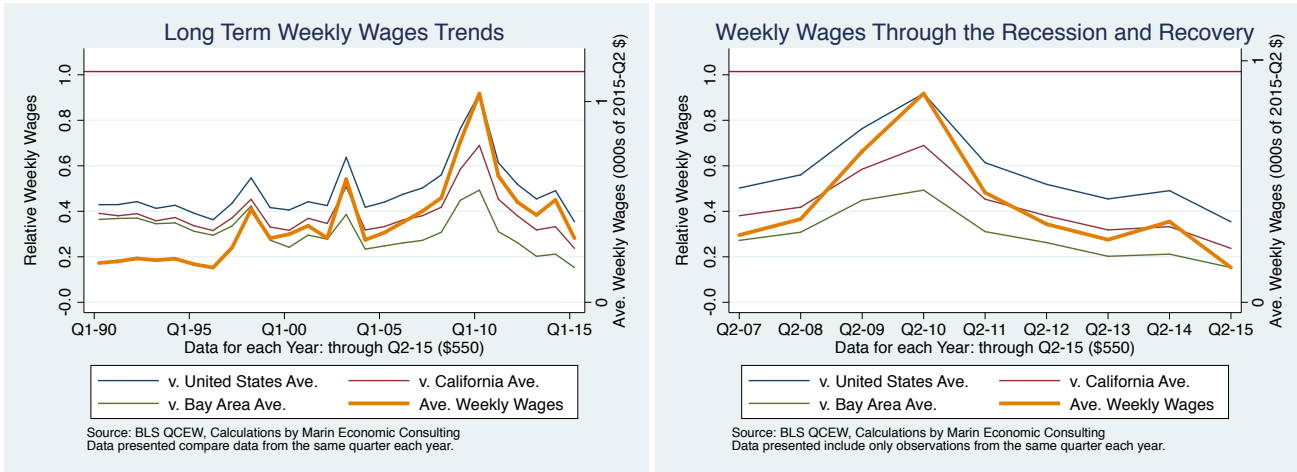 Long Term Weekly Wages Trends
Relative Weekly Wages
1.0
0.8
0.6
0.4
0.2
-0.0
Ave. Weekly Wages (000s of 2015-Q2 $)
1
0
Q1-90 Q1-95 Q1-00 Q1-05 Q1-10 Q1-15
Data for each Year: through Q2-15 ($550)
v. United States Ave. v. California Ave.
v. Bay Area Ave. Ave. Weekly Wages
Source: BLS QCEW, Calculations by Marin Economic Consulting
Data presented compare data from the same quarter each year.
Weekly Wages Through the Recession and Recovery
Relative Weekly Wages
1.0
0.8
0.6
0.4
0.2
-0.0
Ave. Weekly Wages (000s of 2015-Q2 $)
1
0
Q2-07 Q2-08 Q2-09 Q2-10 Q2-11 Q2-12 Q2-13 Q2-14 Q2-15
Data for each Year: through Q2-15 ($550)
v. United States Ave. v. California Ave.
v. Bay Area Ave. Ave. Weekly Wages
Source: BLS QCEW, Calculations by Marin Economic Consulting
Data presented include only observations from the same quarter each year.